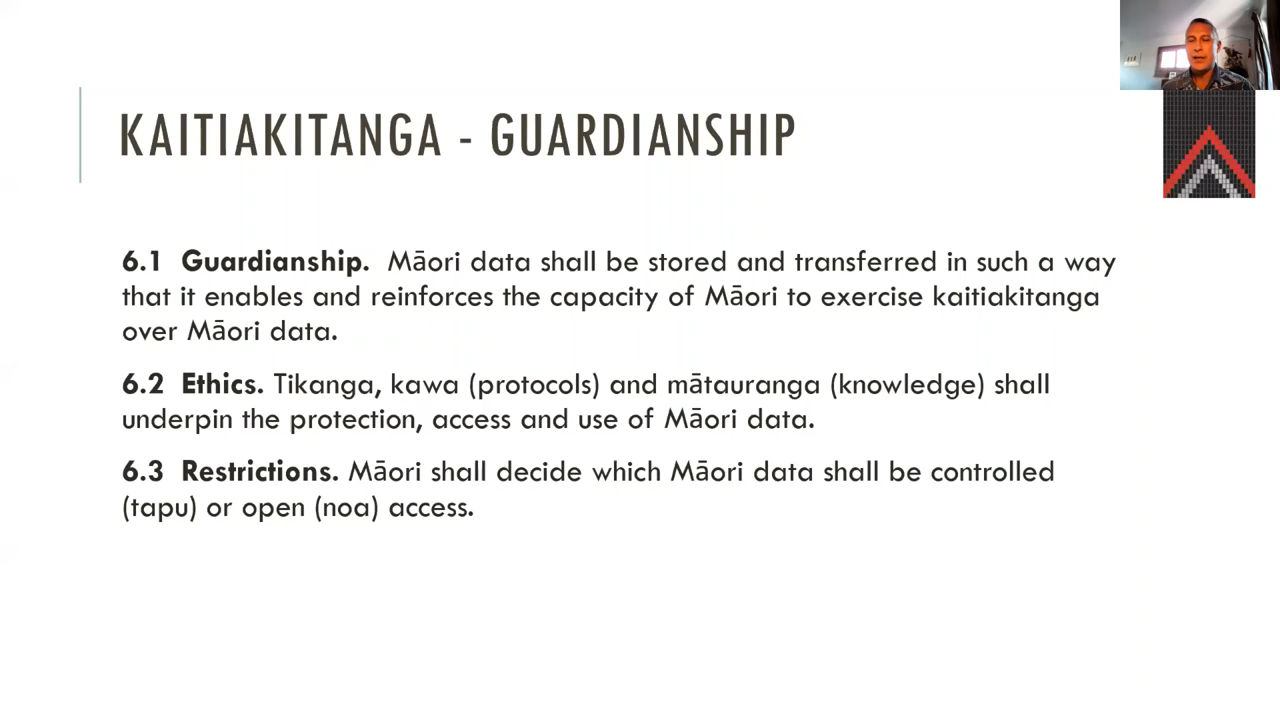 KAITIAKITANGA - GUARDIANSHIP
6.1 Guardianship. Māori data shall be stored and transferred in such a way
that it enables and reinforces the capacity of Māori to exercise kaitiakitanga
over Māori data.
6.2 Ethics. Tikanga, kawa (protocols) and mātauranga (knowledge) shall
underpin the protection, access and use of Māori data.
6.3 Restrictions. Māori shall decide which Māori data shall be controlled
(tapu) or open (noa) access.